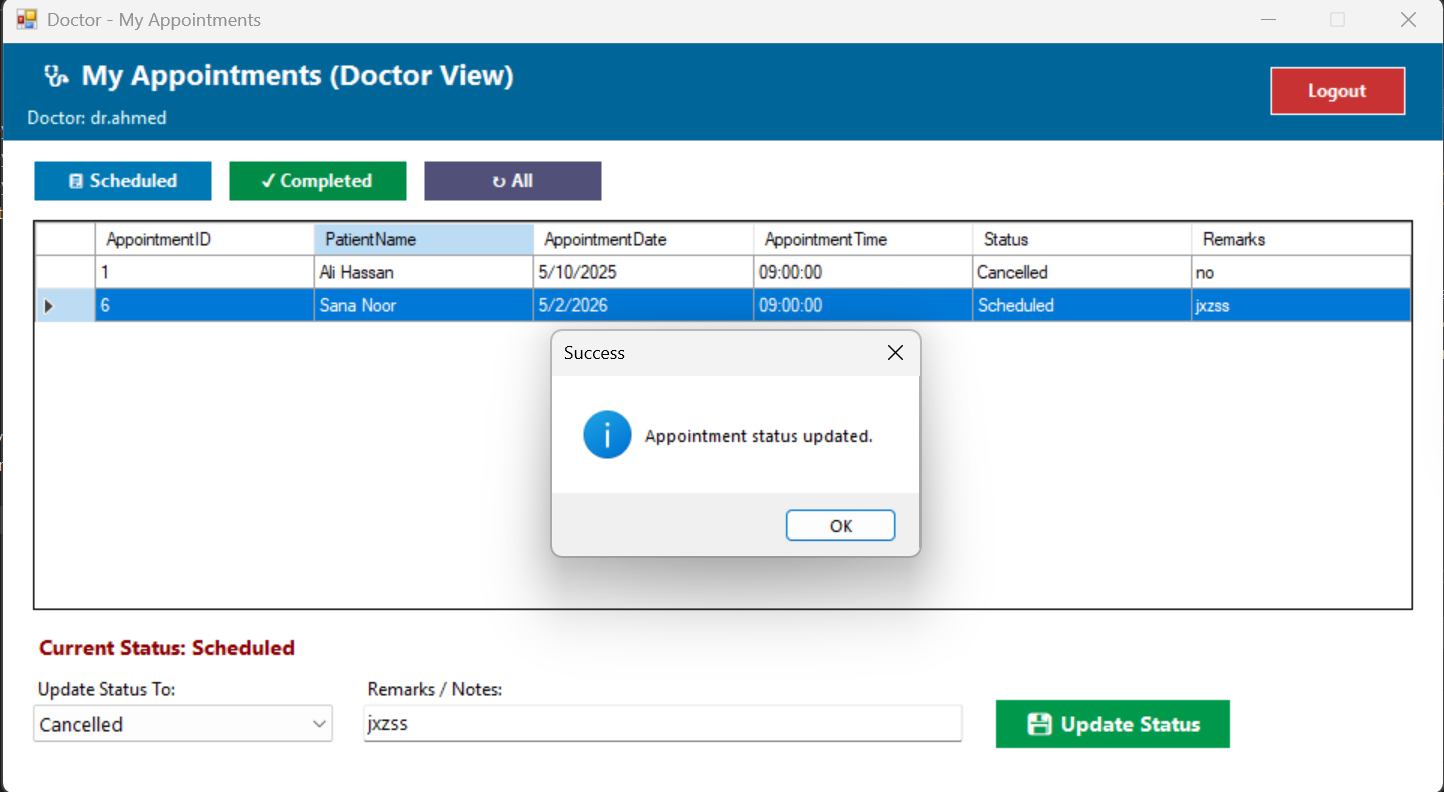 Doctor - My Appointments
My Appointments (Doctor View)
Logout
Doctor: dr.ahmed
Scheduled ✓ Completed ↻ All
AppointmentID PatientName AppointmentDate AppointmentTime Status Remarks
1 Ali Hassan 5/10/2025 09:00:00 Cancelled no
6 Sana Noor 5/2/2026 09:00:00 Scheduled jxzss
Success
Appointment status updated.
OK
Current Status: Scheduled
Update Status To: Remarks / Notes:
Cancelled jxzss Update Status